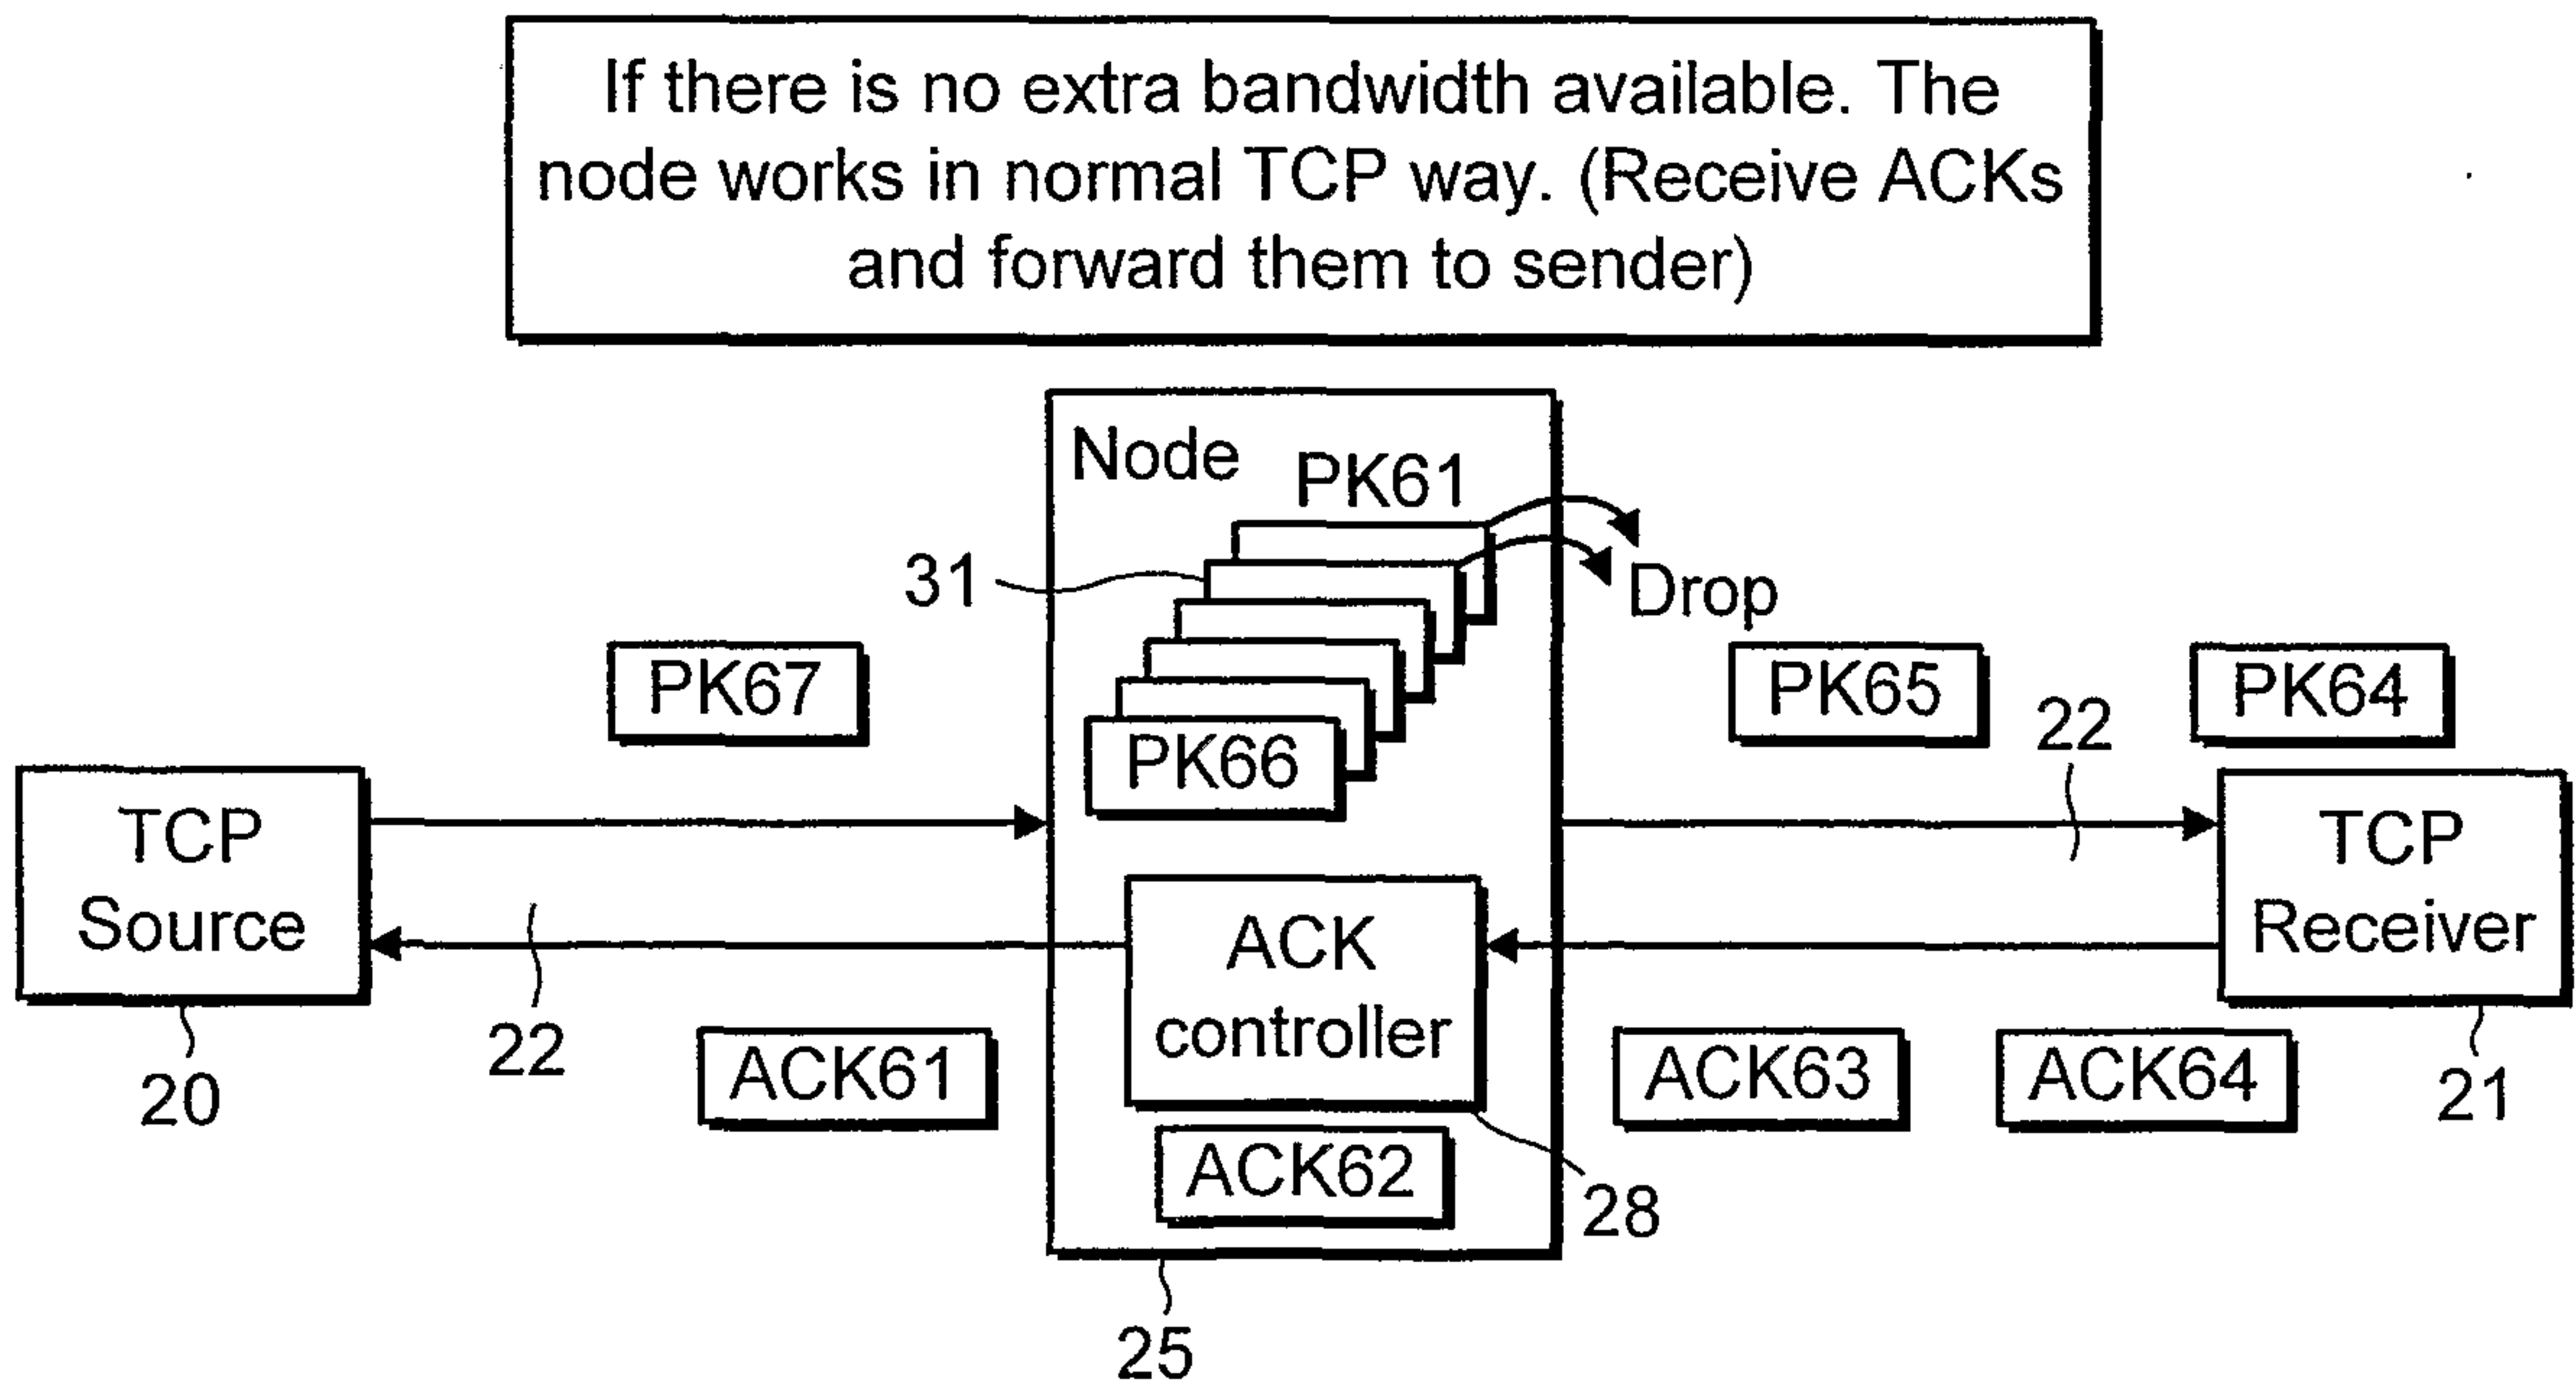 If there is no extra bandwidth available. The
node works in normal TCP way. (Receive ACKs
and forward them to sender)
Node
PK61
31
Drop
PK67
PK65
PK64
PK66
22
TCP
Source
TCP
Receiver
ACK
controller
22
ACK61
ACK63
ACK64
20
21
ACK62
28
25